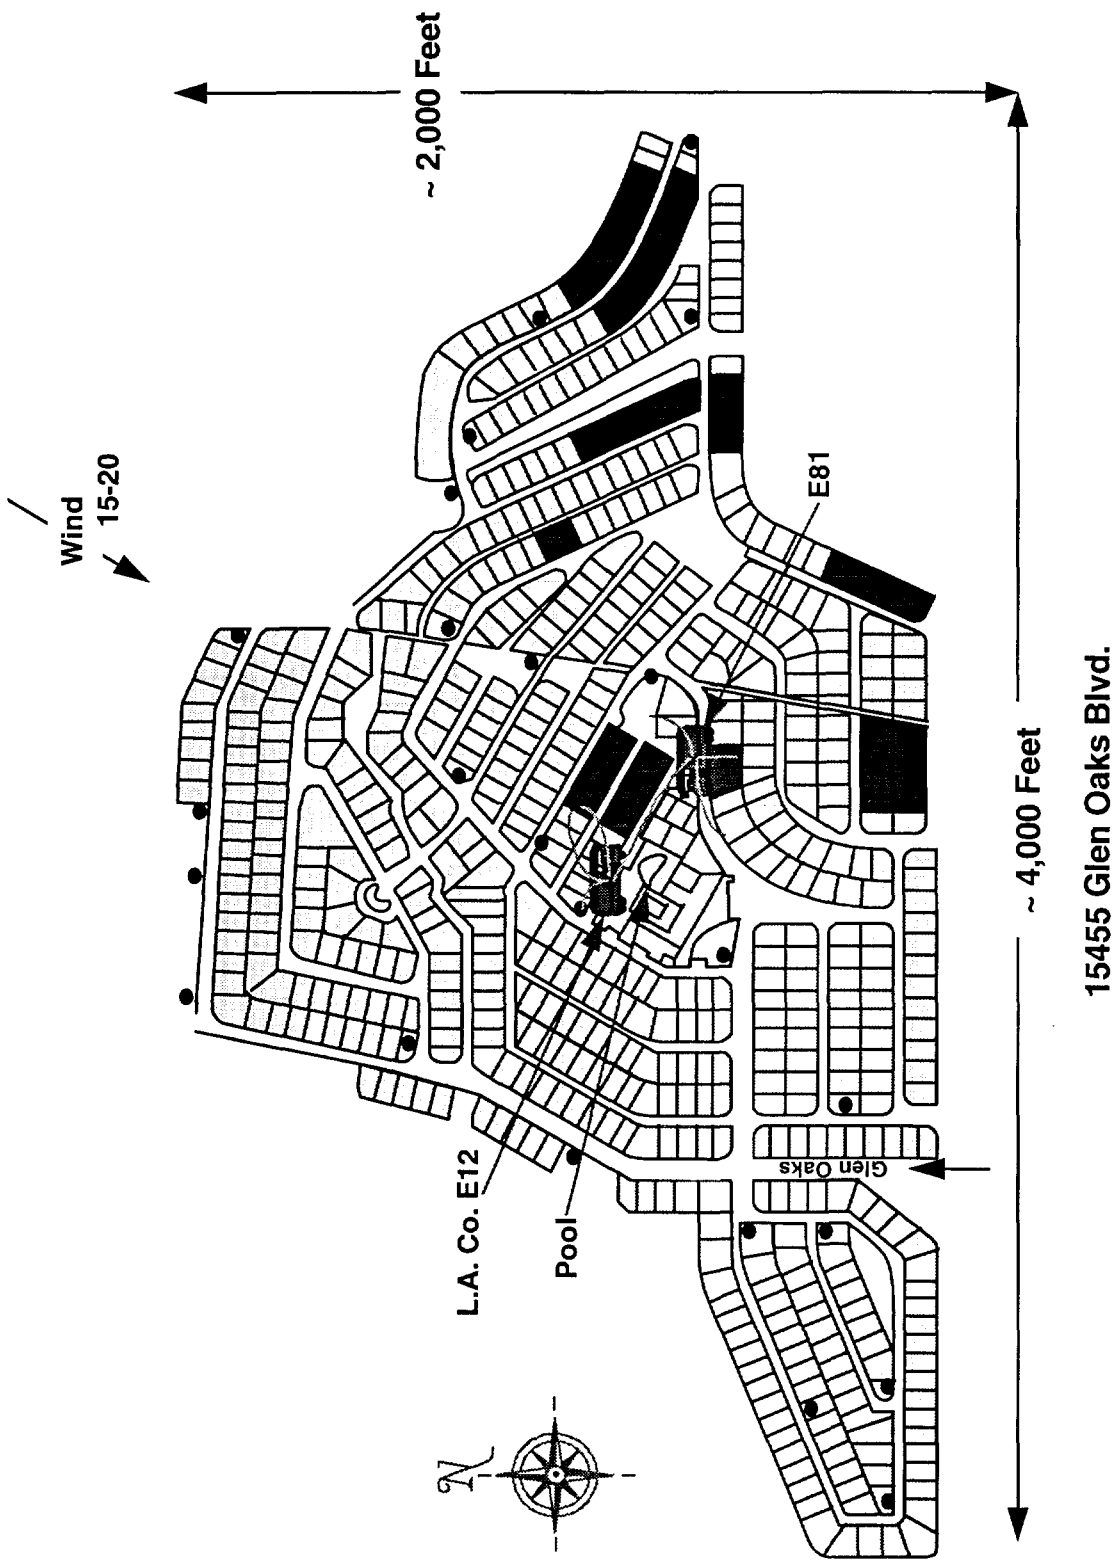 Wind
15-20
~ 2,000 Feet
E81
L.A. Co. E12
Pool
Glen Oaks
N
~ 4,000 Feet
15455 Glen Oaks Blvd.